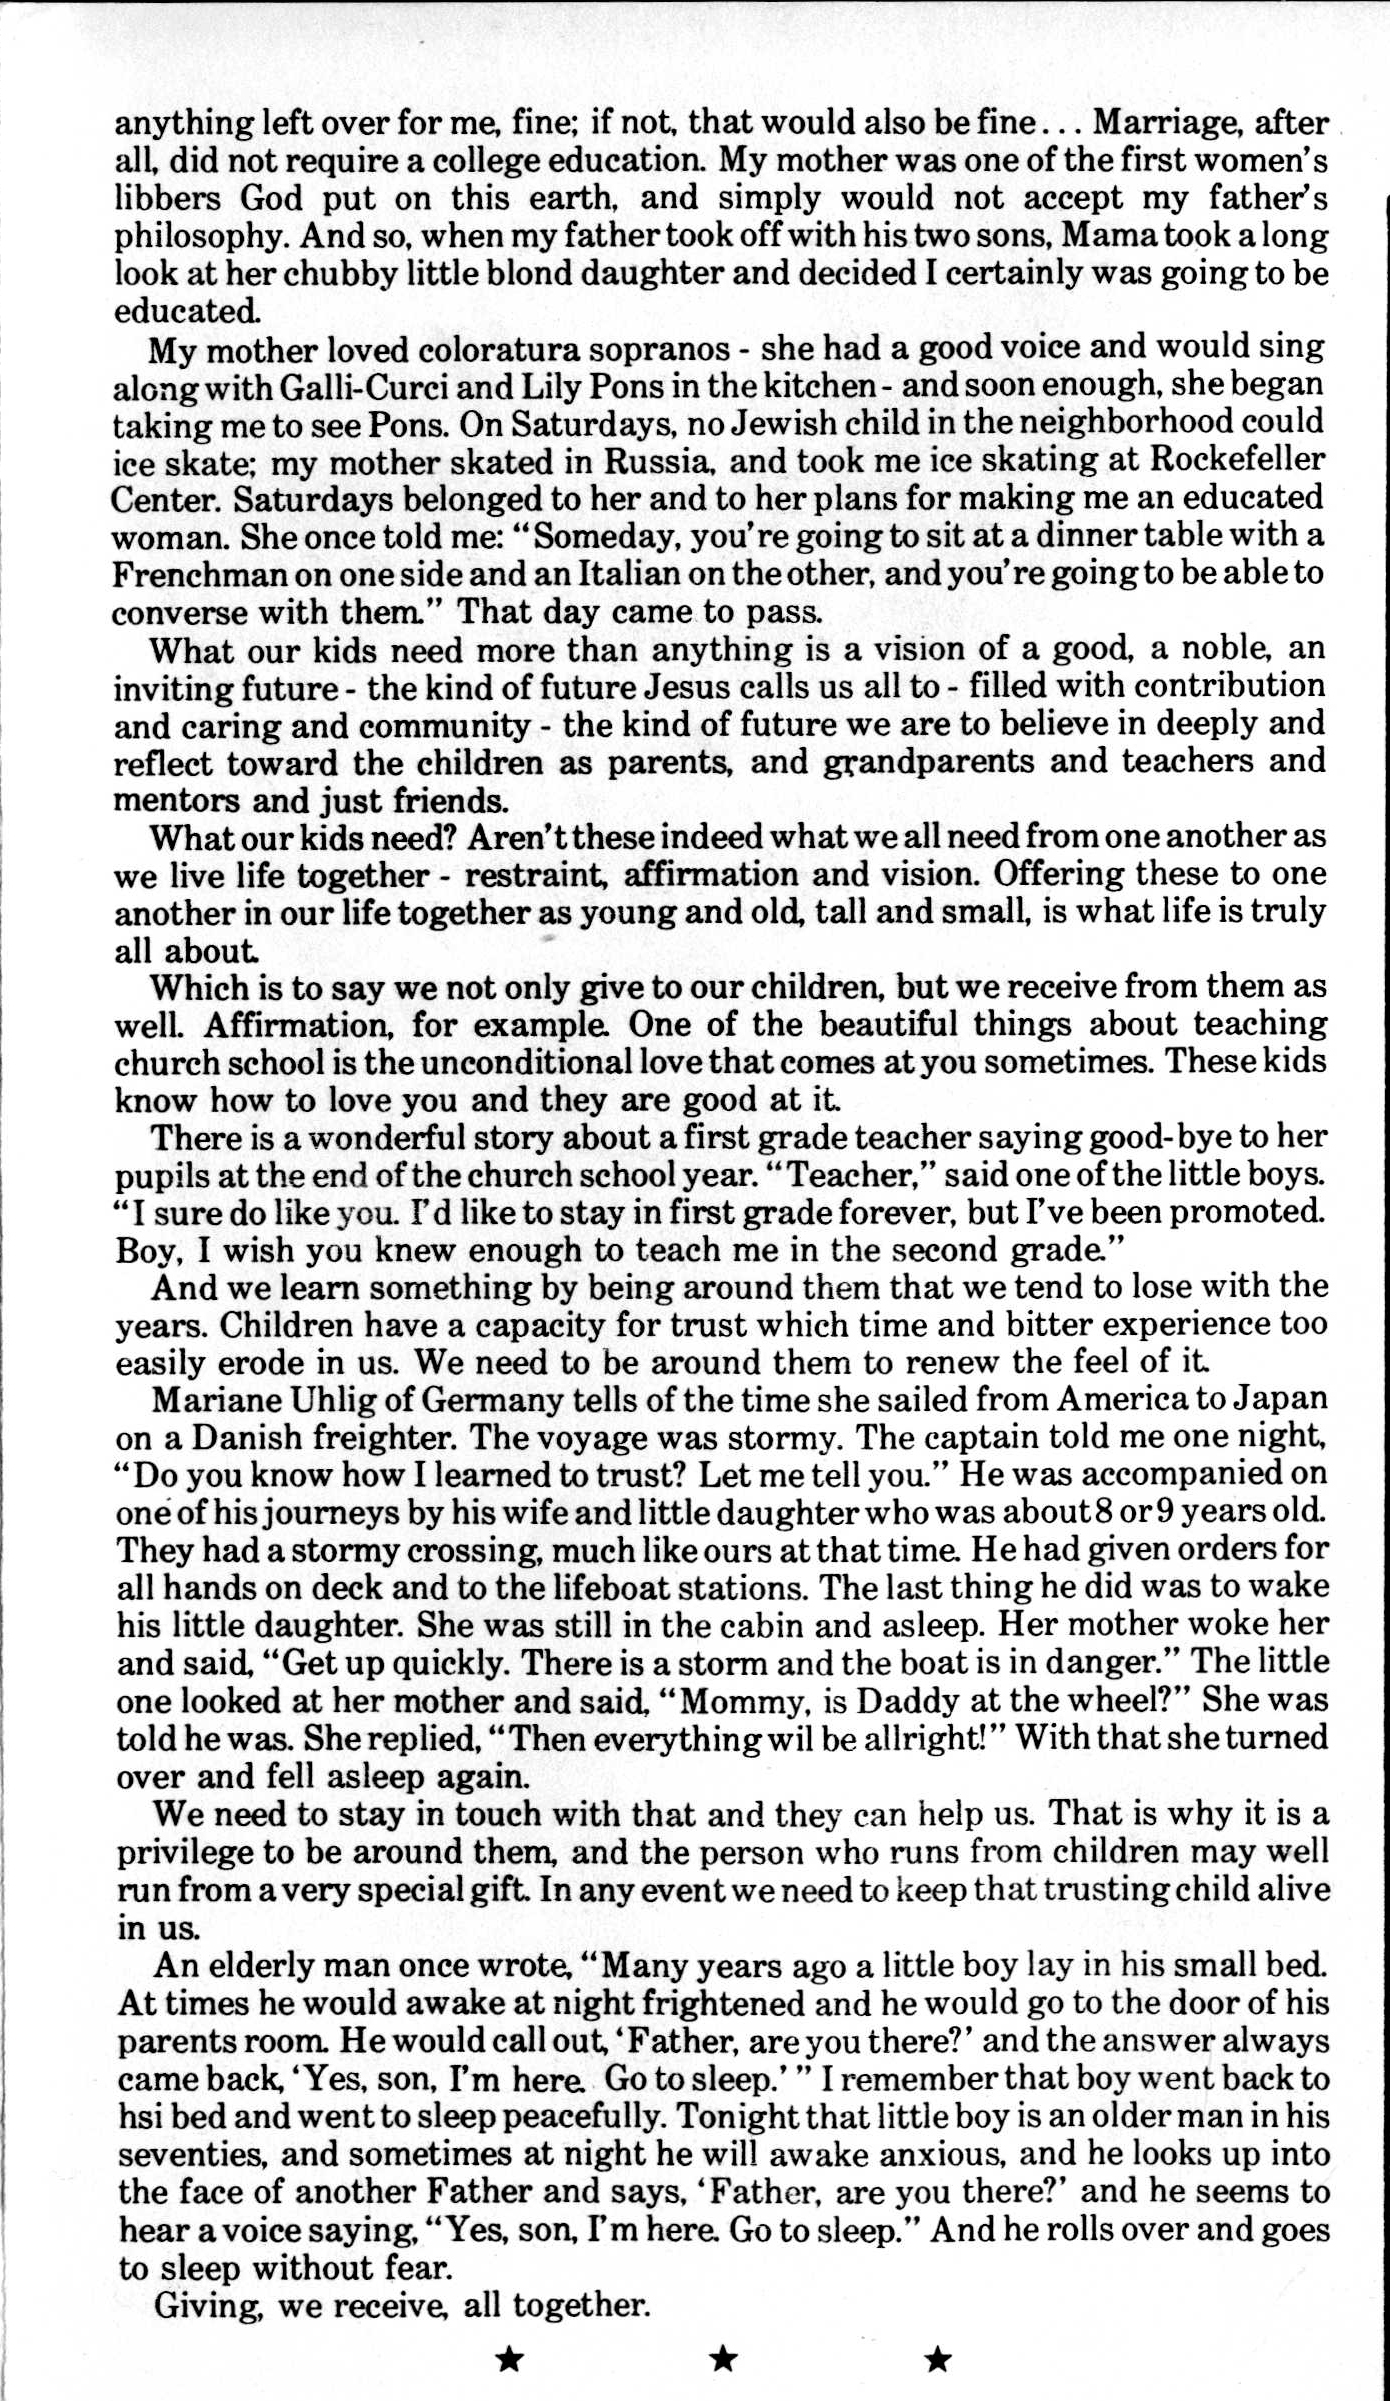 anything left over for me, fine; if not, that would also be fine... Marriage, after
all, did not require a college education. My mother was one of the first women's
libbers God put on this earth, and simply would not accept my father's
philosophy. And so, when my father took off with his two sons, Mama took a long
look at her chubby little blond daughter and decided I certainly was going to be
educated.
My mother loved coloratura sopranos - she had a good voice and would sing
along with Galli-Curci and Lily Pons in the kitchen - and soon enough, she began
taking me to see Pons. On Saturdays, no Jewish child in the neighborhood could
ice skate; my mother skated in Russia, and took me ice skating at Rockefeller
Center. Saturdays belonged to her and to her plans for making me an educated
woman. She once told me: "Someday, you're going to sit at a dinner table with a
Frenchman on one side and an Italian on the other, and you're going to be able to
converse with them." That day came to pass.
What our kids need more than anything is a vision of a good, a noble, an
inviting future - the kind of future Jesus calls us all to - filled with contribution
and caring and community - the kind of future we are to believe in deeply and
reflect toward the children as parents, and grandparents and teachers and
mentors and just friends.
What our kids need? Aren't these indeed what we all need from one another as
we live life together - restraint, affirmation and vision. Offering these to one
another in our life together as young and old, tall and small, is what life is truly
all about.
Which is to say we not only give to our children, but we receive from them as
well. Affirmation, for example. One of the beautiful things about teaching
church school is the unconditional love that comes at you sometimes. These kids
know how to love you and they are good at it.
There is a wonderful story about a first grade teacher saying good-bye to her
pupils at the end of the church school year. "Teacher," said one of the little boys.
"I sure do like you. I'd like to stay in first grade forever, but I've been promoted.
Boy, I wish you knew enough to teach me in the second grade."
And we learn something by being around them that we tend to lose with the
years. Children have a capacity for trust which time and bitter experience too
easily erode in us. We need to be around them to renew the feel of it.
Mariane Uhlig of Germany tells of the time she sailed from America to Japan
on a Danish freighter. The voyage was stormy. The captain told me one night,
"Do you know how I learned to trust? Let me tell you." He was accompanied on
one of his journeys by his wife and little daughter who was about 8 or 9 years old.
They had a stormy crossing, much like ours at that time. He had given orders for
all hands on deck and to the lifeboat stations. The last thing he did was to wake
his little daughter. She was still in the cabin and asleep. Her mother woke her
and said, "Get up quickly. There is a storm and the boat is in danger." The little
one looked at her mother and said, "Mommy, is Daddy at the wheel?" She was
told he was. She replied, "Then everything wil be allright!" With that she turned
over and fell asleep again.
We need to stay in touch with that and they can help us. That is why it is a
privilege to be around them, and the person who runs from children may well
run from a very special gift. In any event we need to keep that trusting child alive
in us.
An elderly man once wrote, "Many years ago a little boy lay in his small bed.
At times he would awake at night frightened and he would go to the door of his
parents room. He would call out, 'Father, are you there?' and the answer always
came back, 'Yes, son, I'm here. Go to sleep.' " I remember that boy went back to
hsi bed and went to sleep peacefully. Tonight that little boy is an older man in his
seventies, and sometimes at night he will awake anxious, and he looks up into
the face of another Father and says, 'Father, are you there?' and he seems to
hear a voice saying, "Yes, son, I'm here. Go to sleep." And he rolls over and goes
to sleep without fear.
Giving, we receive, all together.
★ ★ ★